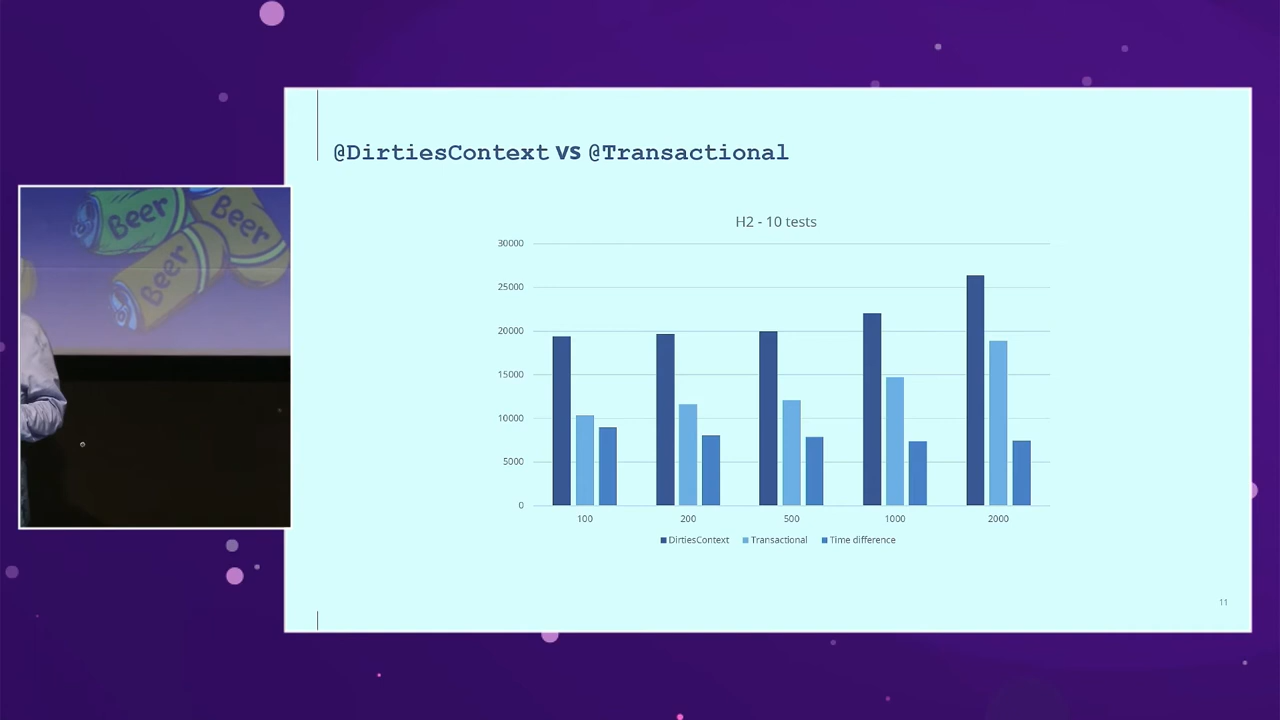 @DirtiesContext vs @Transactional
Beer
Beer
Beer
H2 - 10 tests
30000
25000
20000
15000
10000
5000
0
100
200
500
1000
2000
DirtiesContext
Transactional
Time difference
11